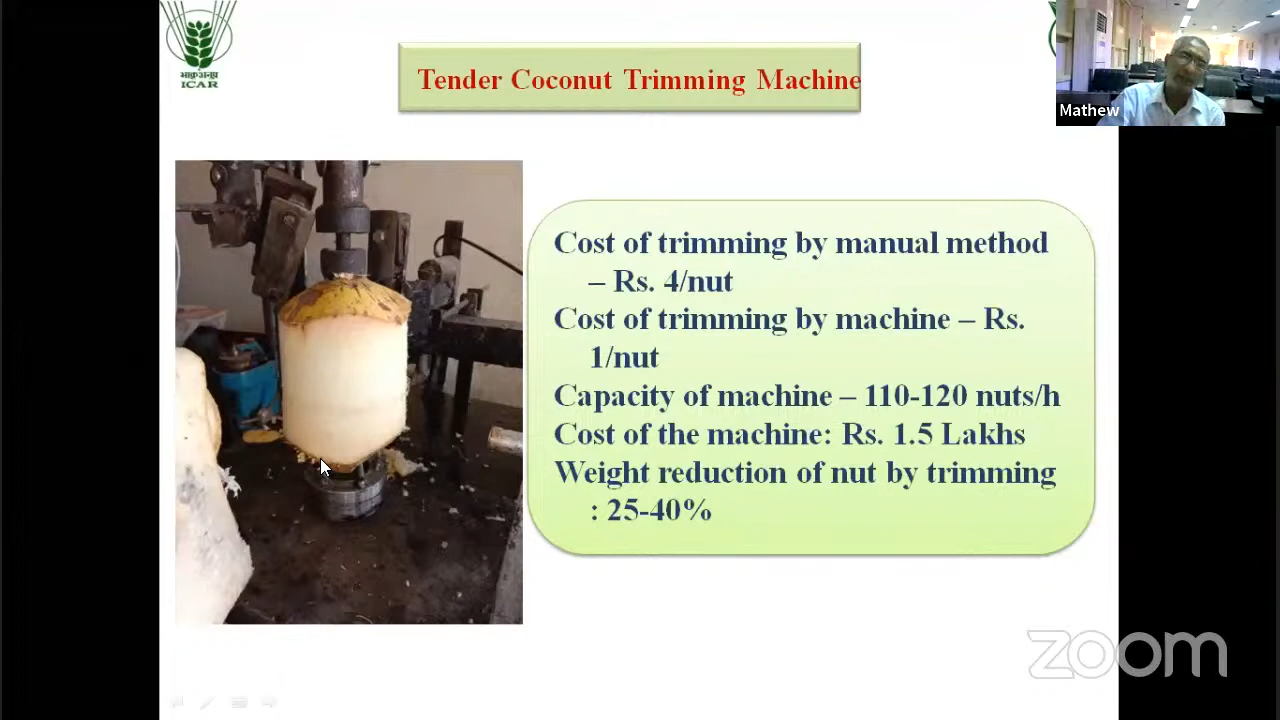 ICAR
Tender Coconut Trimming Machine
Mathew
Cost of trimming by manual method
– Rs. 4/nut
Cost of trimming by machine – Rs.
1/nut
Capacity of machine – 110-120 nuts/h
Cost of the machine: Rs. 1.5 Lakhs
Weight reduction of nut by trimming
: 25-40%
zoom